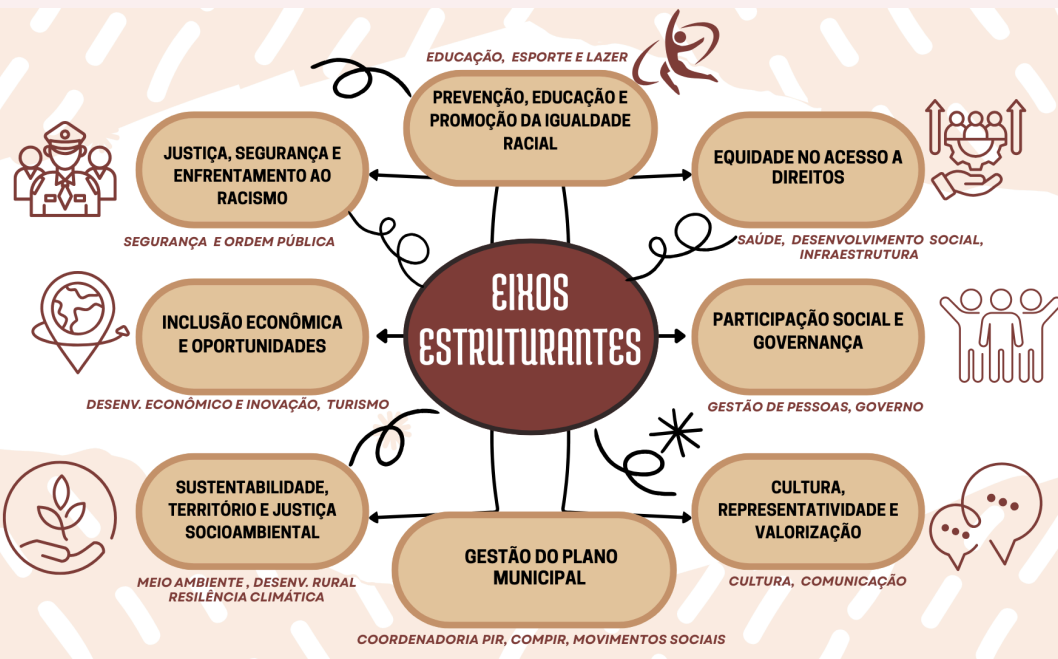 EDUCAÇÃO, ESPORTE E LAZER
PREVENÇÃO, EDUCAÇÃO E
PROMOÇÃO DA IGUALDADE
RACIAL
JUSTIÇA, SEGURANÇA E
ENFRENTAMENTO AO
RACISMO
SEGURANÇA E ORDEM PÚBLICA
EQUIDADE NO ACESSO A
DIREITOS
SAÚDE, DESENVOLVIMENTO SOCIAL,
INFRAESTRUTURA
EIXOS
ESTRUTURANTES
INCLUSÃO ECONÔMICA
E OPORTUNIDADES
DESENV. ECONÔMICO E INOVAÇÃO, TURISMO
PARTICIPAÇÃO SOCIAL E
GOVERNANÇA
GESTÃO DE PESSOAS, GOVERNO
SUSTENTABILIDADE,
TERRITÓRIO E JUSTIÇA
SOCIOAMBIENTAL
MEIO AMBIENTE , DESENV. RURAL
RESILÊNCIA CLIMÁTICA
CULTURA,
REPRESENTATIVIDADE E
VALORIZAÇÃO
CULTURA, COMUNICAÇÃO
GESTÃO DO PLANO
MUNICIPAL
COORDENADORIA PIR, COMPIR, MOVIMENTOS SOCIAIS